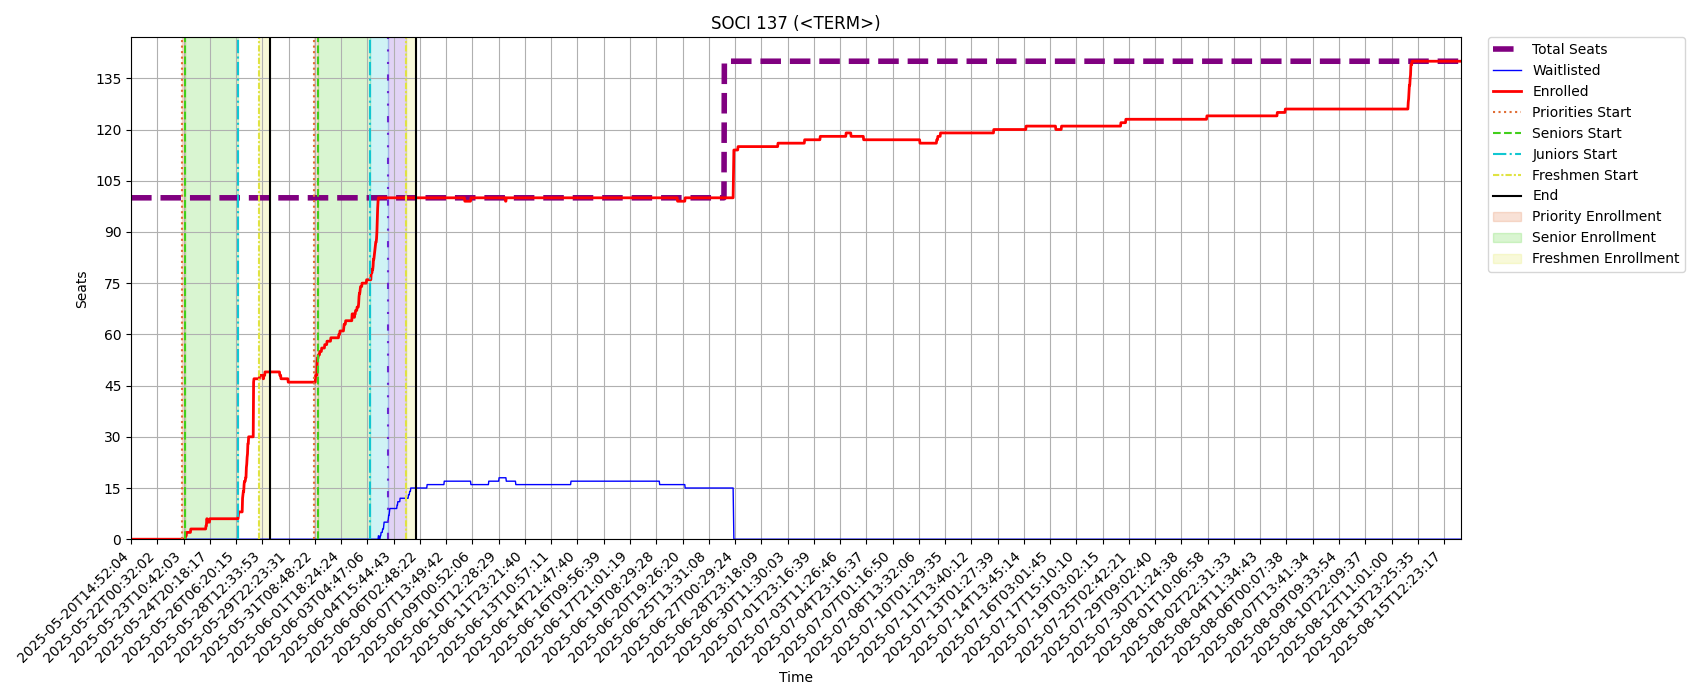 SOCI 137 (<TERM>)
Total Seats
Waitlisted
Enrolled
Priorities Start
Seniors Start
Juniors Start
Freshmen Start
End
Priority Enrollment
Senior Enrollment
Freshmen Enrollment
Seats
135
120
105
90
75
60
45
30
15
0
2025-05-20T14:52:04
2025-05-22T00:32:02
2025-05-23T10:42:03
2025-05-24T20:18:17
2025-05-26T06:20:15
2025-05-28T12:33:53
2025-05-29T22:23:31
2025-05-31T08:48:22
2025-06-01T18:24:24
2025-06-03T04:47:06
2025-06-04T15:44:43
2025-06-06T02:48:22
2025-06-07T13:49:42
2025-06-09T00:52:06
2025-06-10T12:28:29
2025-06-11T23:21:40
2025-06-13T10:57:11
2025-06-14T21:47:40
2025-06-16T09:56:39
2025-06-17T21:01:19
2025-06-19T08:29:28
2025-06-20T19:26:20
2025-06-25T13:31:08
2025-06-27T00:29:24
2025-06-28T23:18:09
2025-06-30T11:30:03
2025-07-01T23:16:39
2025-07-03T11:26:46
2025-07-04T23:16:37
2025-07-07T01:16:50
2025-07-08T13:32:06
2025-07-10T01:29:35
2025-07-11T13:40:12
2025-07-13T01:27:39
2025-07-14T13:45:14
2025-07-16T03:01:45
2025-07-17T15:10:10
2025-07-19T03:02:15
2025-07-25T02:42:21
2025-07-29T09:02:40
2025-07-30T21:24:38
2025-08-01T10:06:58
2025-08-02T22:31:33
2025-08-04T11:34:43
2025-08-06T00:07:38
2025-08-07T13:41:34
2025-08-09T09:33:54
2025-08-10T22:09:37
2025-08-12T11:01:00
2025-08-13T23:25:35
2025-08-15T12:23:17
Time